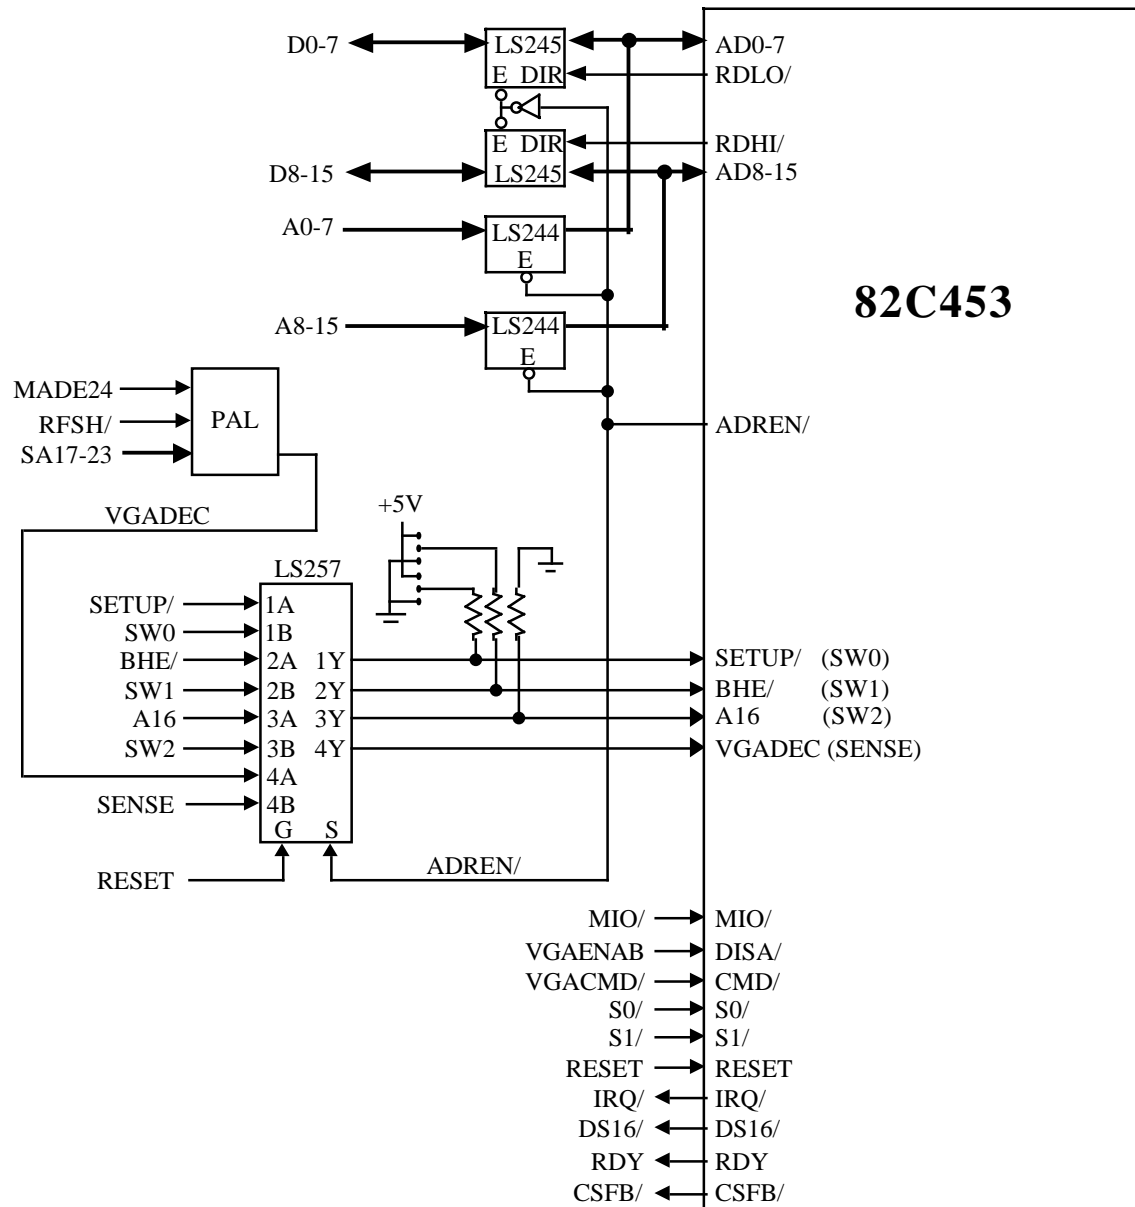 D0-7 LS245 AD0-7
E DIR RDLO/
E DIR RDHI/
D8-15 LS245 AD8-15
A0-7 LS244
E
82C453
A8-15 LS244
E
MADE24
RFSH/ PAL ADREN/
SA17-23
+5V
VGADEC
LS257
SETUP/ 1A
SW0 1B
BHE/ 2A 1Y SETUP/ (SW0)
SW1 2B 2Y BHE/ (SW1)
A16 3A 3Y A16 (SW2)
SW2 3B 4Y VGADEC (SENSE)
4A
SENSE 4B
G S
RESET ADREN/
MIO/ MIO/
VGAENAB DISA/
VGACMD/ CMD/
S0/ S0/
S1/ S1/
RESET RESET
IRQ/ IRQ/
DS16/ DS16/
RDY RDY
CSFB/ CSFB/